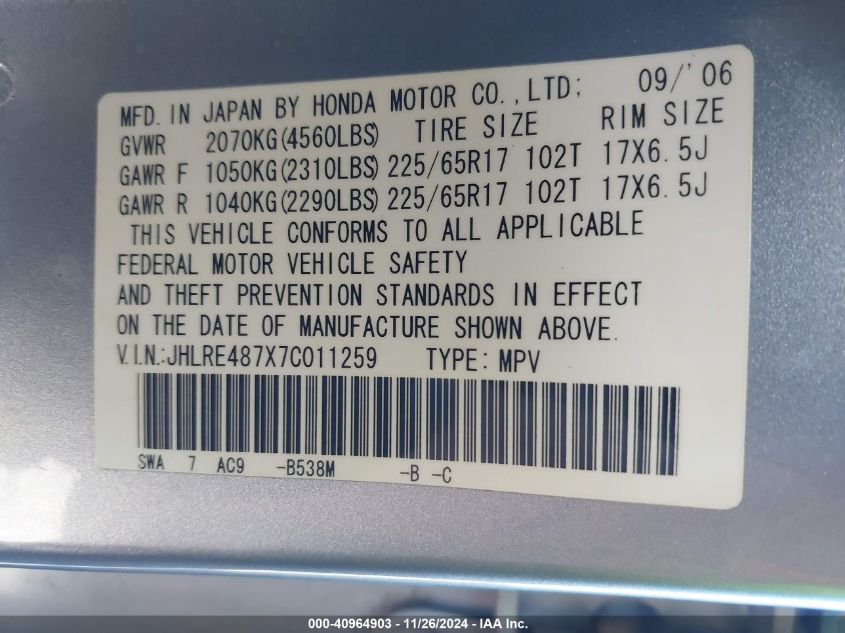 MFD. IN JAPAN BY HONDA MOTOR CO., LTD; 09/'06
GVWR 2070KG(4560LBS) TIRE SIZE RIM SIZE
GAWR F 1050KG(2310LBS) 225/65R17 102T 17X6.5J
GAWR R 1040KG(2290LBS) 225/65R17 102T 17X6.5J
THIS VEHICLE CONFORMS TO ALL APPLICABLE
FEDERAL MOTOR VEHICLE SAFETY
AND THEFT PREVENTION STANDARDS IN EFFECT
ON THE DATE OF MANUFACTURE SHOWN ABOVE.
V.I.N.:JHLRE487X7C011259 TYPE: MPV
SWA 7 AC9 -B538M -B -C
000-40964903 - 11/26/2024 - IAA, Inc.